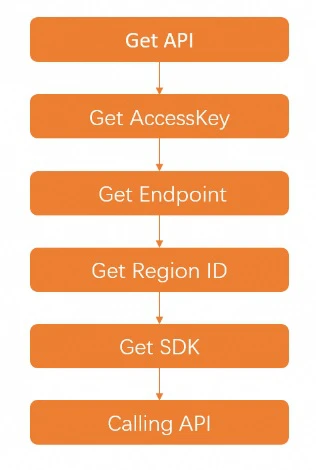 Get API
Get AccessKey
Get Endpoint
Get Region ID
Get SDK
Calling API